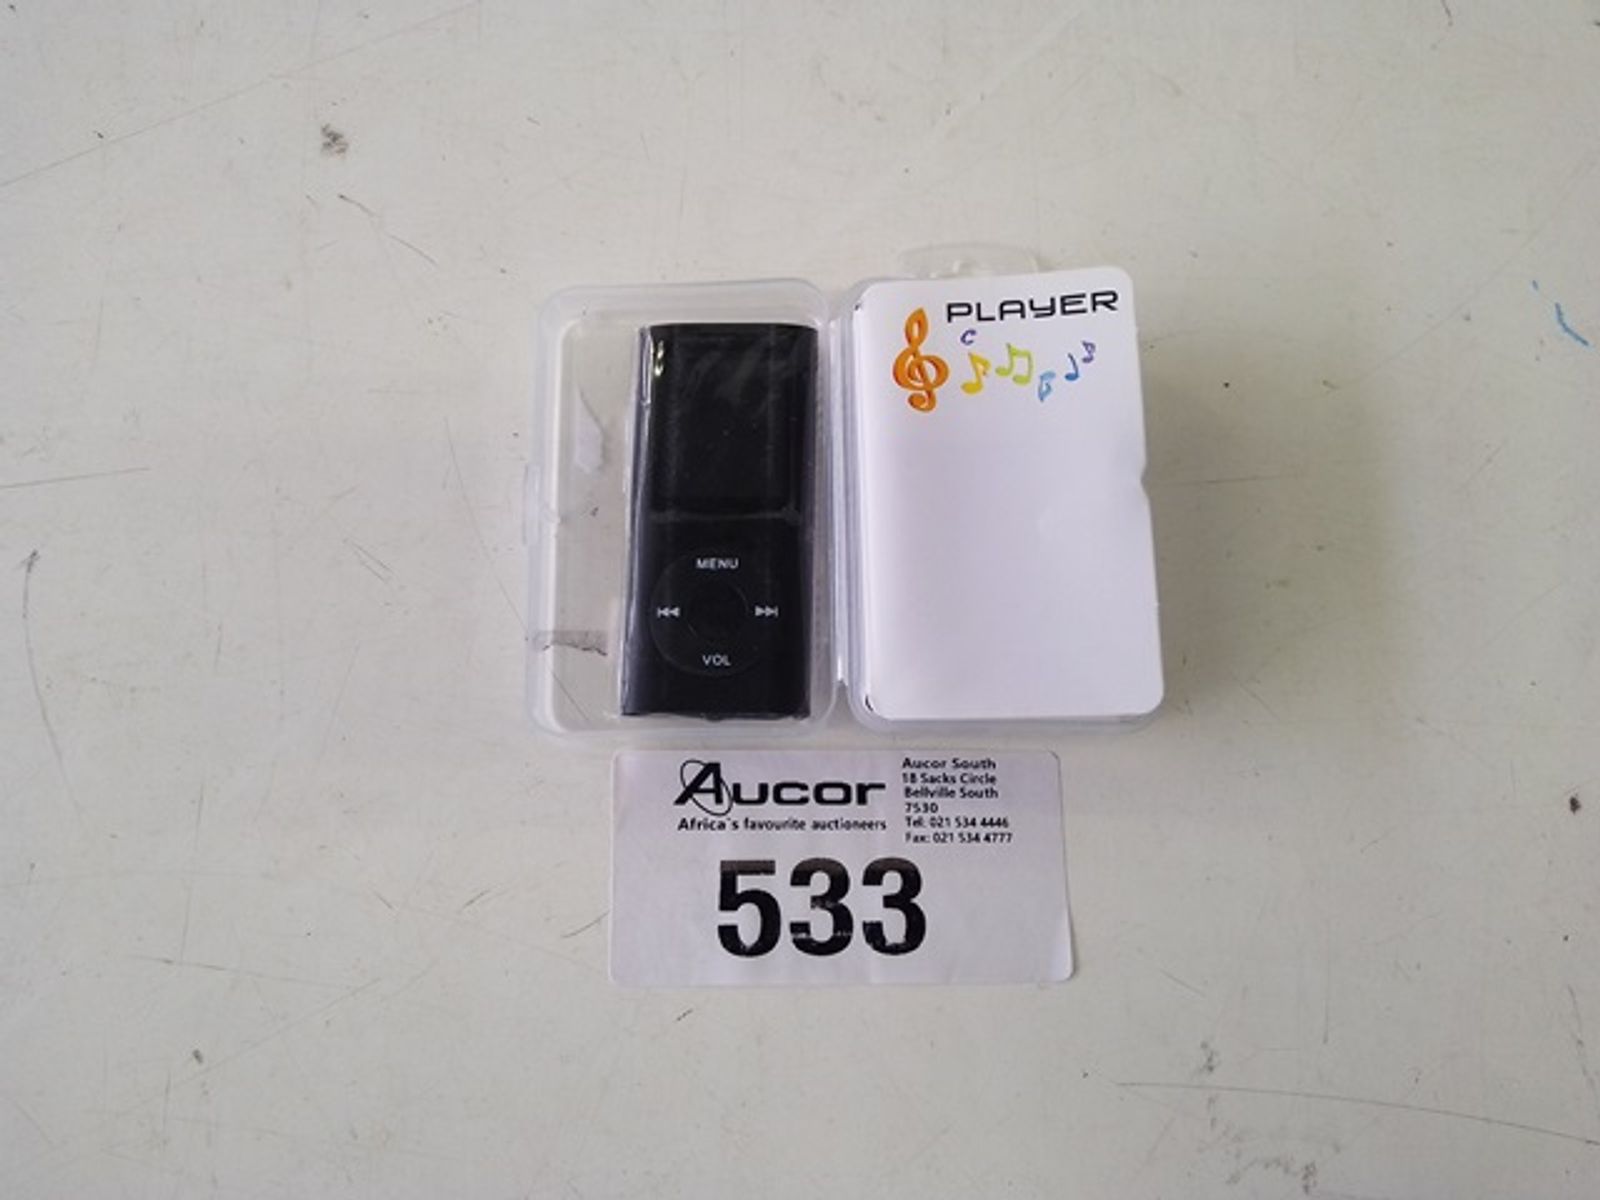 PLAYER
MENU
VOL
Aucor
Africa's favourite auctioneers
Aucor South
18 Sacks Circle
Bellville South
7530
Tel: 021 534 4446
Fax: 021 534 4777
533